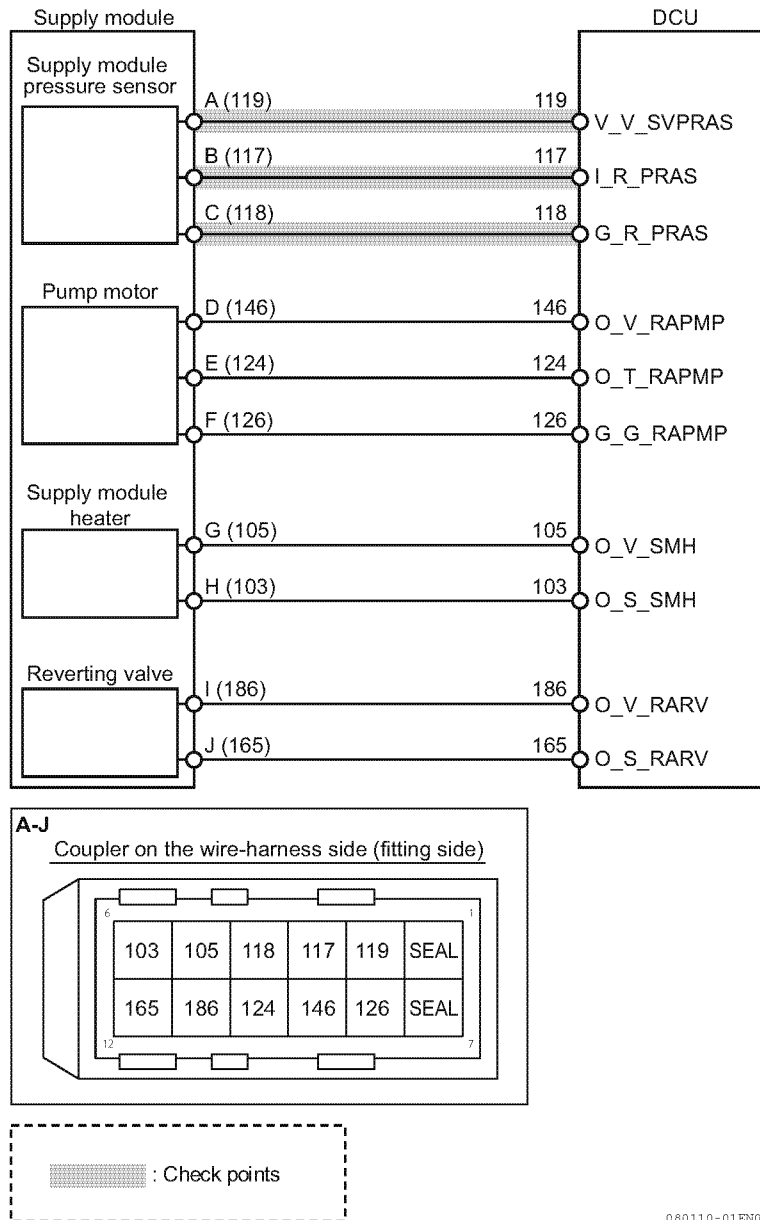 Supply module
DCU
Supply module
pressure sensor
A (119)
119
V_V_SVPRAS
B (117)
117
I_R_PRAS
C (118)
118
G_R_PRAS
Pump motor
D (146)
146
O_V_RAPMP
E (124)
124
O_T_RAPMP
F (126)
126
G_G_RAPMP
Supply module
heater
G (105)
105
O_V_SMH
H (103)
103
O_S_SMH
Reverting valve
I (186)
186
O_V_RARV
J (165)
165
O_S_RARV
A-J
Coupler on the wire-harness side (fitting side)
6 1
103 105 118 117 119 SEAL
165 186 124 146 126 SEAL
12 7
: Check points
080110-01EN0